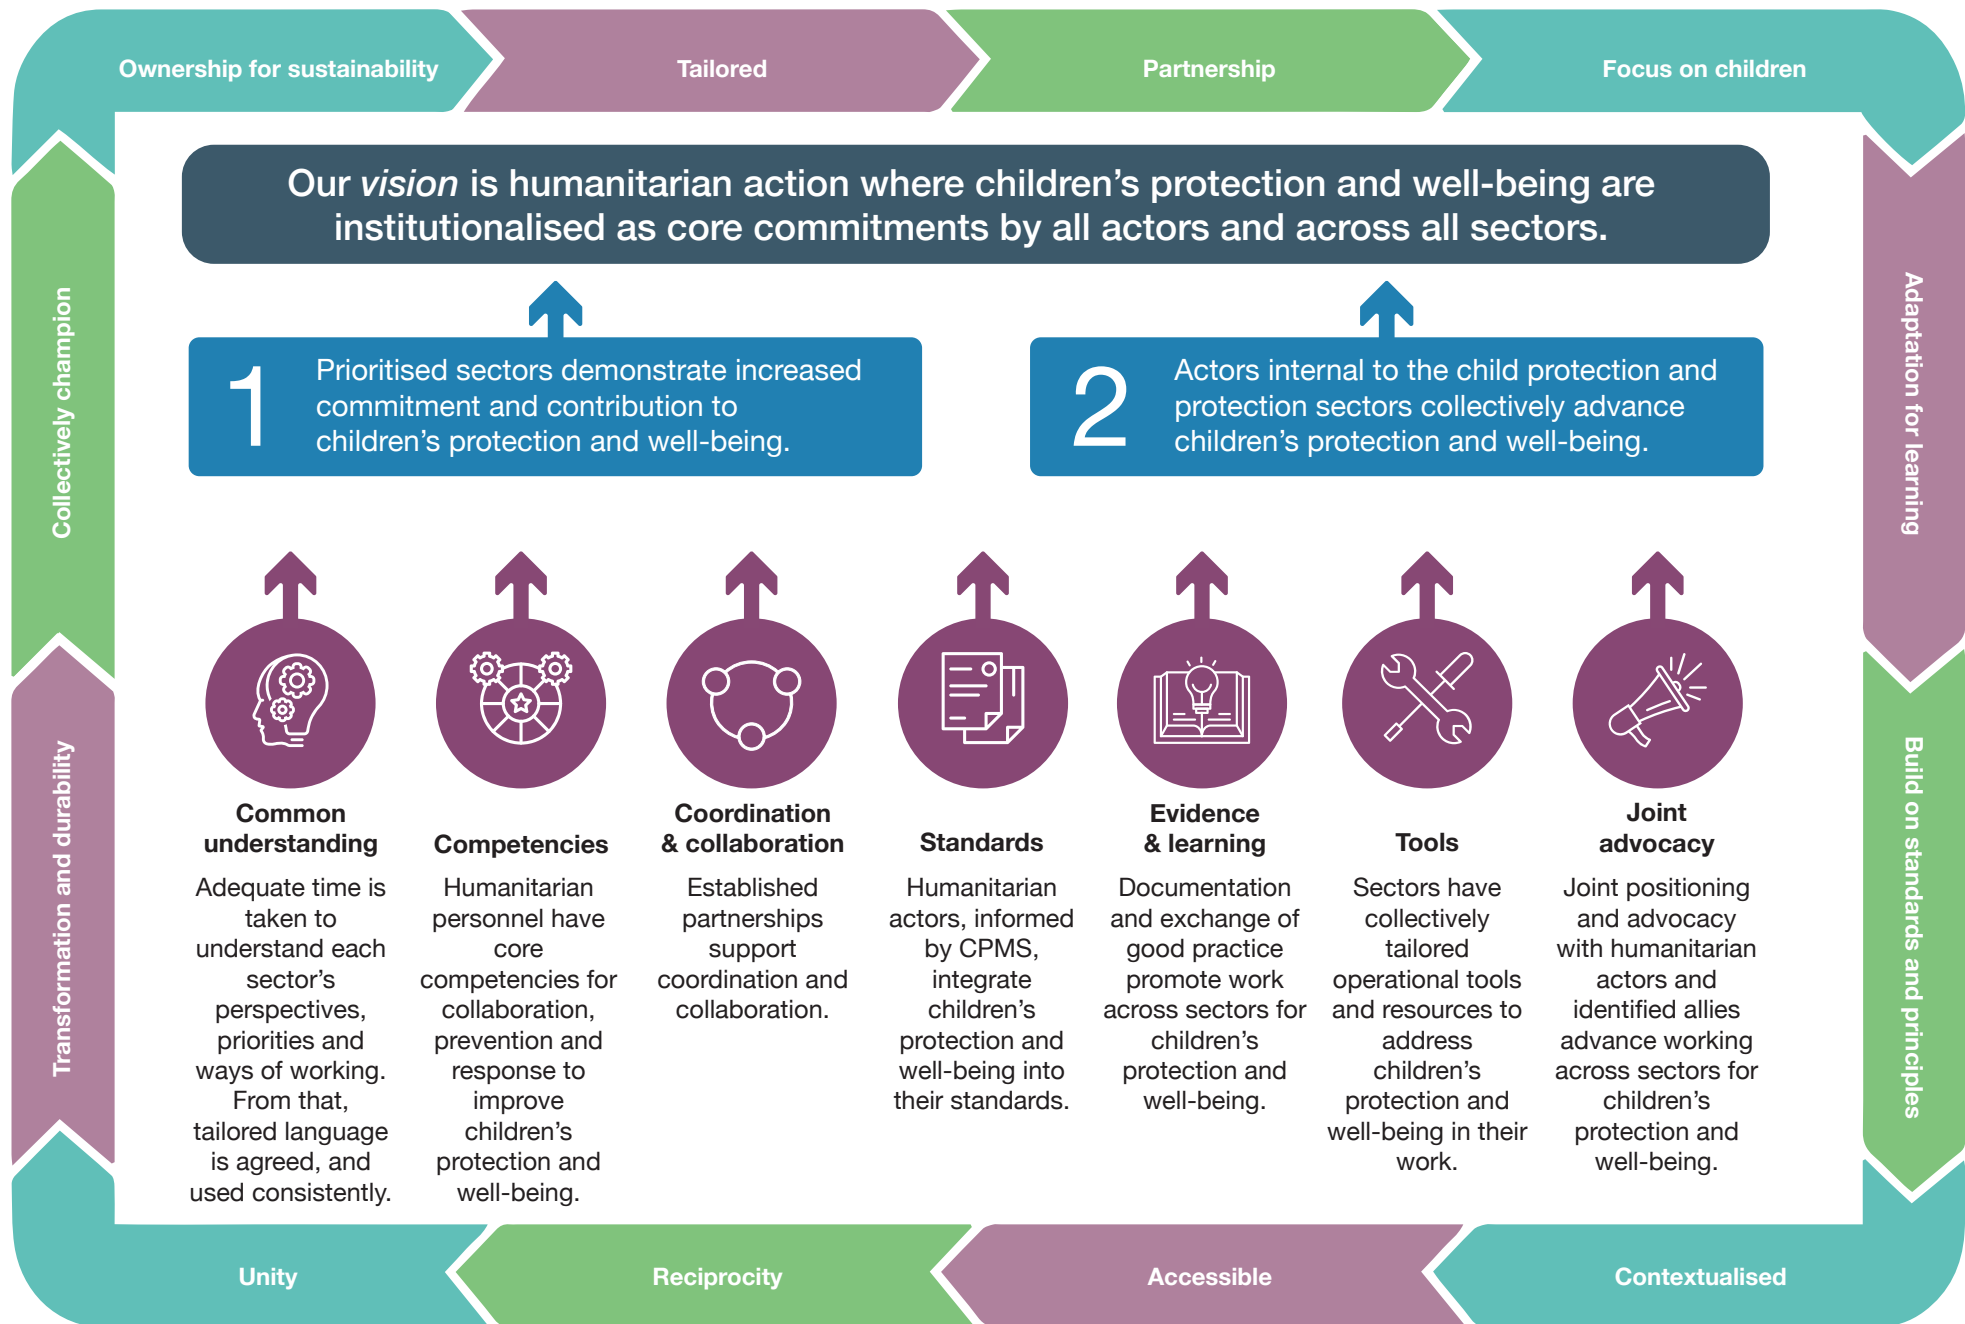 Ownership for sustainability
Tailored
Partnership
Focus on children
Adaptation for learning
Build on standards and principles
Contextualised
Accessible
Reciprocity
Unity
Transformation and durability
Collectively champion
Our vision is humanitarian action where children’s protection and well-being are
institutionalised as core commitments by all actors and across all sectors.
1
Prioritised sectors demonstrate increased
commitment and contribution to
children’s protection and well-being.
2
Actors internal to the child protection and
protection sectors collectively advance
children’s protection and well-being.
Common
understanding
Adequate time is
taken to
understand each
sector’s
perspectives,
priorities and
ways of working.
From that,
tailored language
is agreed, and
used consistently.
Competencies
Humanitarian
personnel have
core
competencies for
collaboration,
prevention and
response to
improve
children’s
protection and
well-being.
Coordination
& collaboration
Established
partnerships
support
coordination and
collaboration.
Standards
Humanitarian
actors, informed
by CPMS,
integrate
children’s
protection and
well-being into
their standards.
Evidence
& learning
Documentation
and exchange of
good practice
promote work
across sectors for
children’s
protection and
well-being.
Tools
Sectors have
collectively
tailored
operational tools
and resources to
address
children’s
protection and
well-being in their
work.
Joint
advocacy
Joint positioning
and advocacy
with humanitarian
actors and
identified allies
advance working
across sectors for
children’s
protection and
well-being.